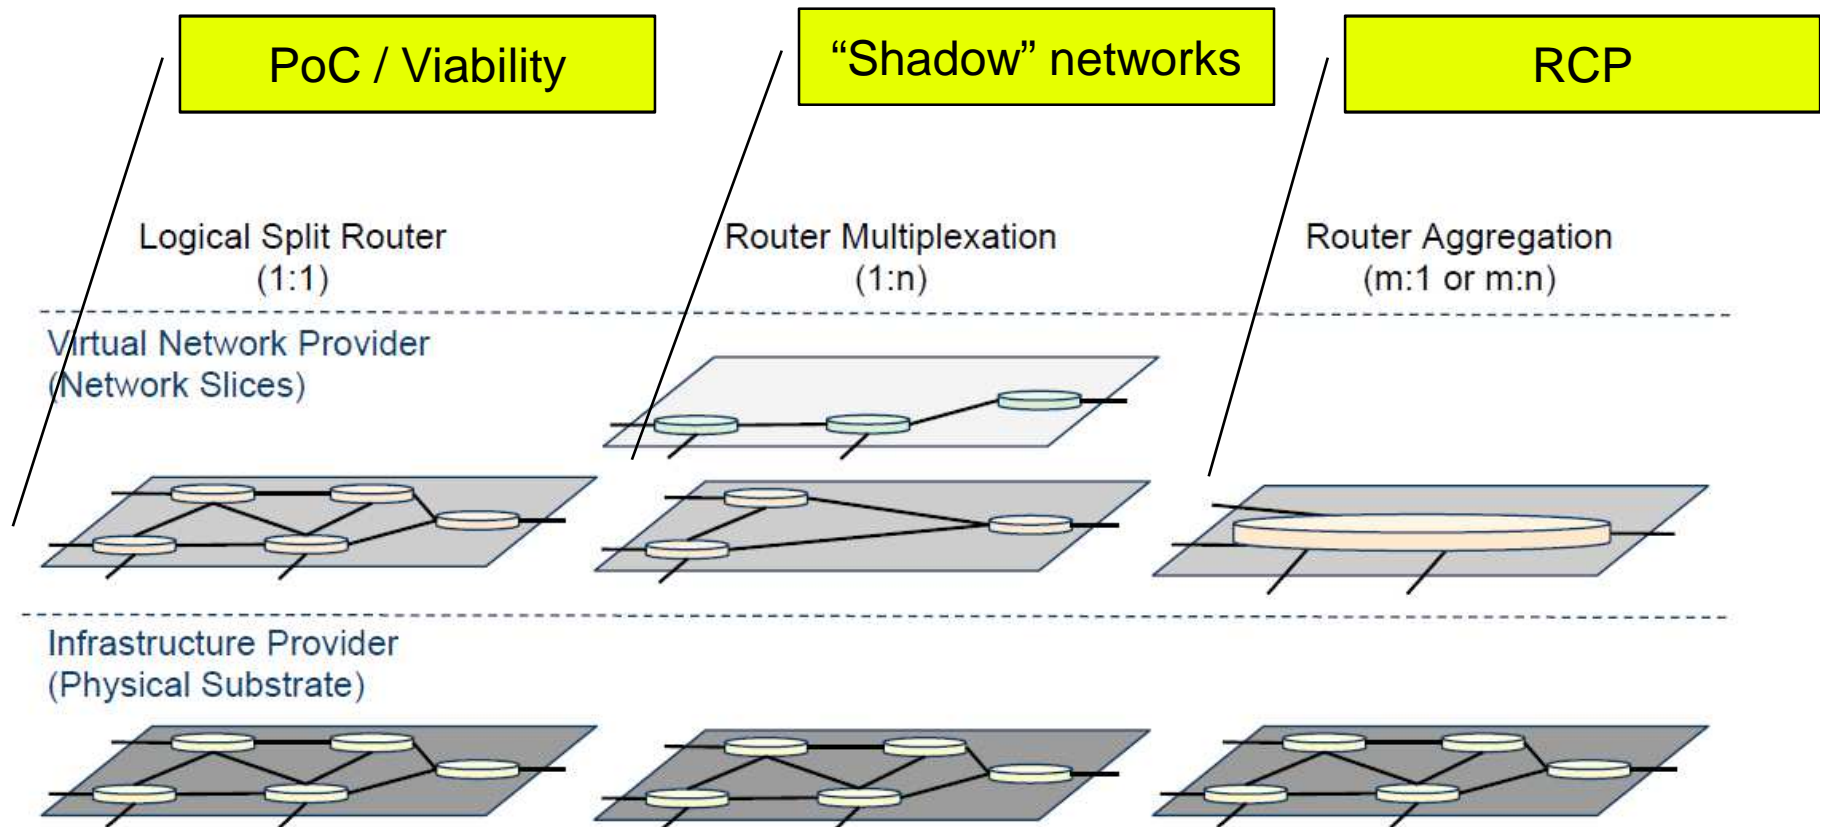 PoC / Viability
“Shadow” networks
RCP
Logical Split Router
(1:1)
Router Multiplexation
(1:n)
Router Aggregation
(m:1 or m:n)
Virtual Network Provider
(Network Slices)
Infrastructure Provider
(Physical Substrate)